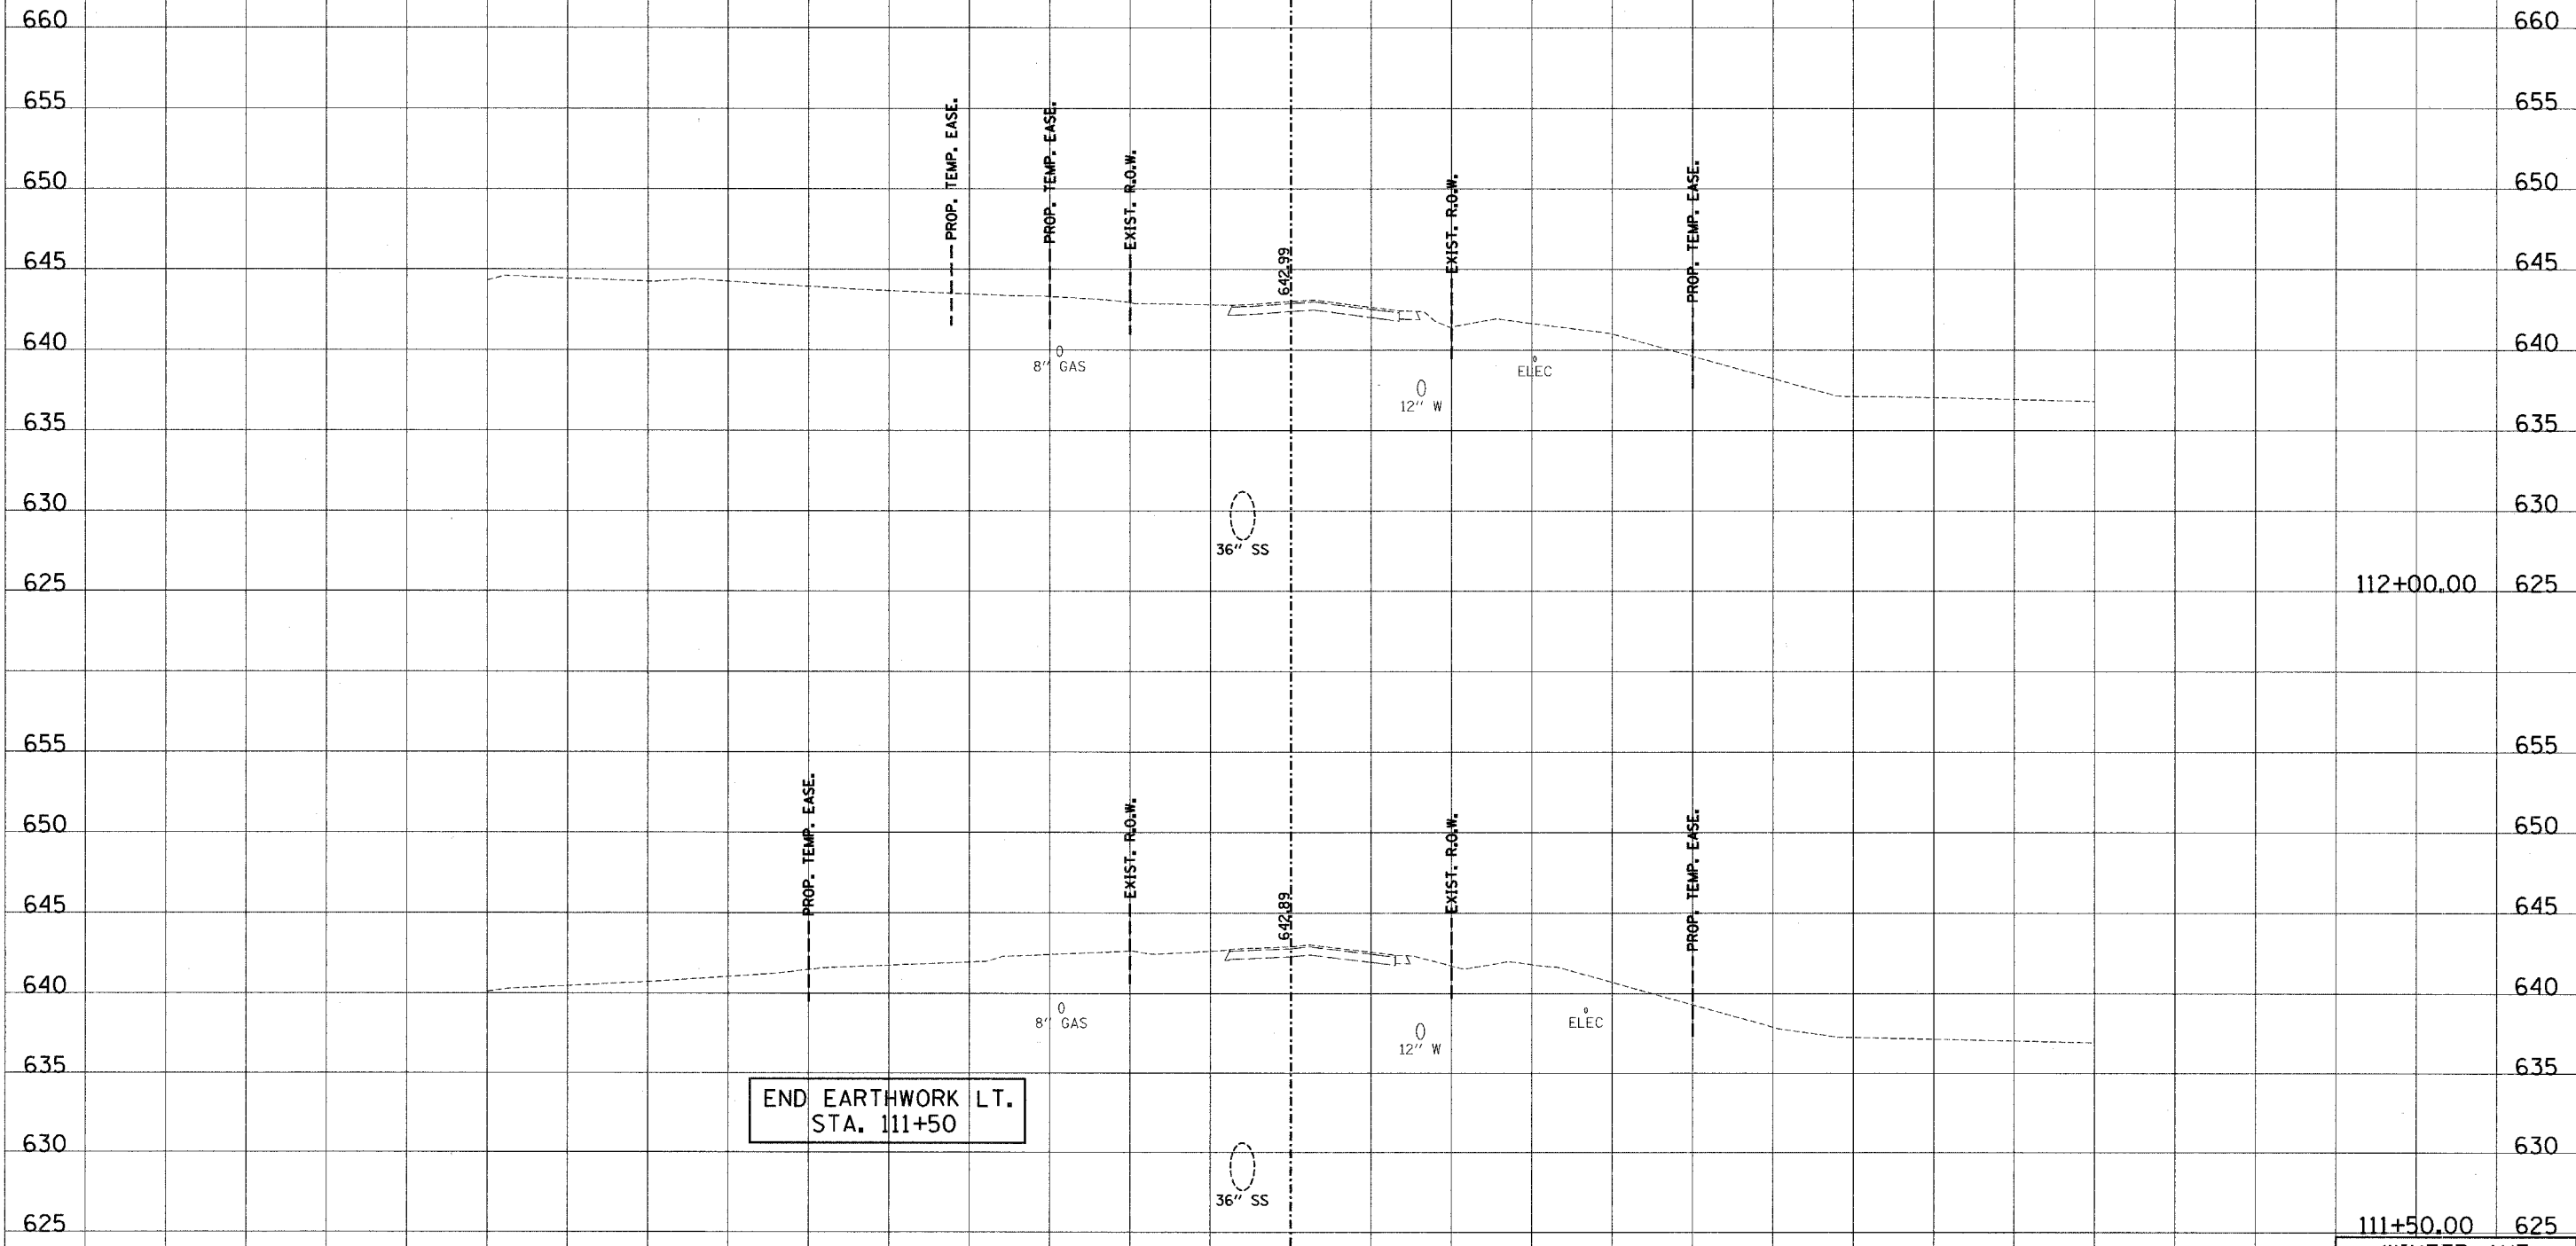 660 660
655 655
PROP. TEMP. EASE.
PROP. TEMP. EASE.
EXIST. R.O.W.
EXIST. R.O.W.
PROP. TEMP. EASE.
650 650
645 645
642.99
640 640
8" GAS
ELEC
12" W
635 635
630 630
36" SS
625 112+00.00 625
655 655
PROP. TEMP. EASE.
EXIST. R.O.W.
EXIST. R.O.W.
PROP. TEMP. EASE.
650 650
645 645
642.89
640 640
8" GAS
ELEC
12" W
635 635
END EARTHWORK LT.
STA. 111+50
630 630
36" SS
625 111+50.00 625